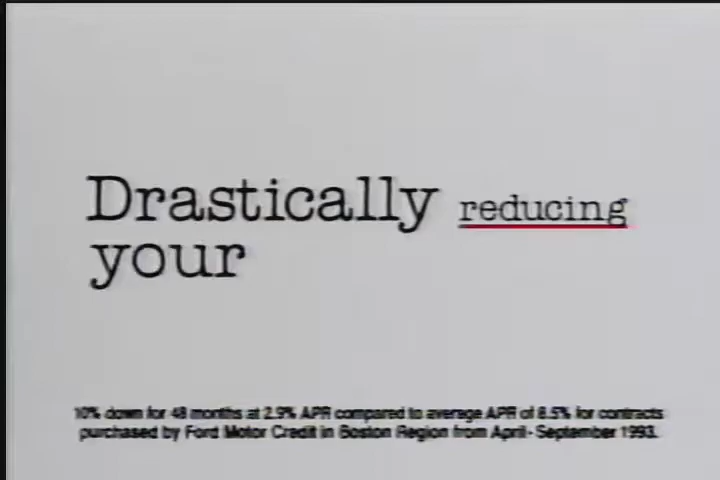 Drastically reducing
your
10% down for 48 months at 2.9% APR compared to average APR of 8.5% for contracts
purchased by Ford Motor Credit in Boston Region from April - September 1993.